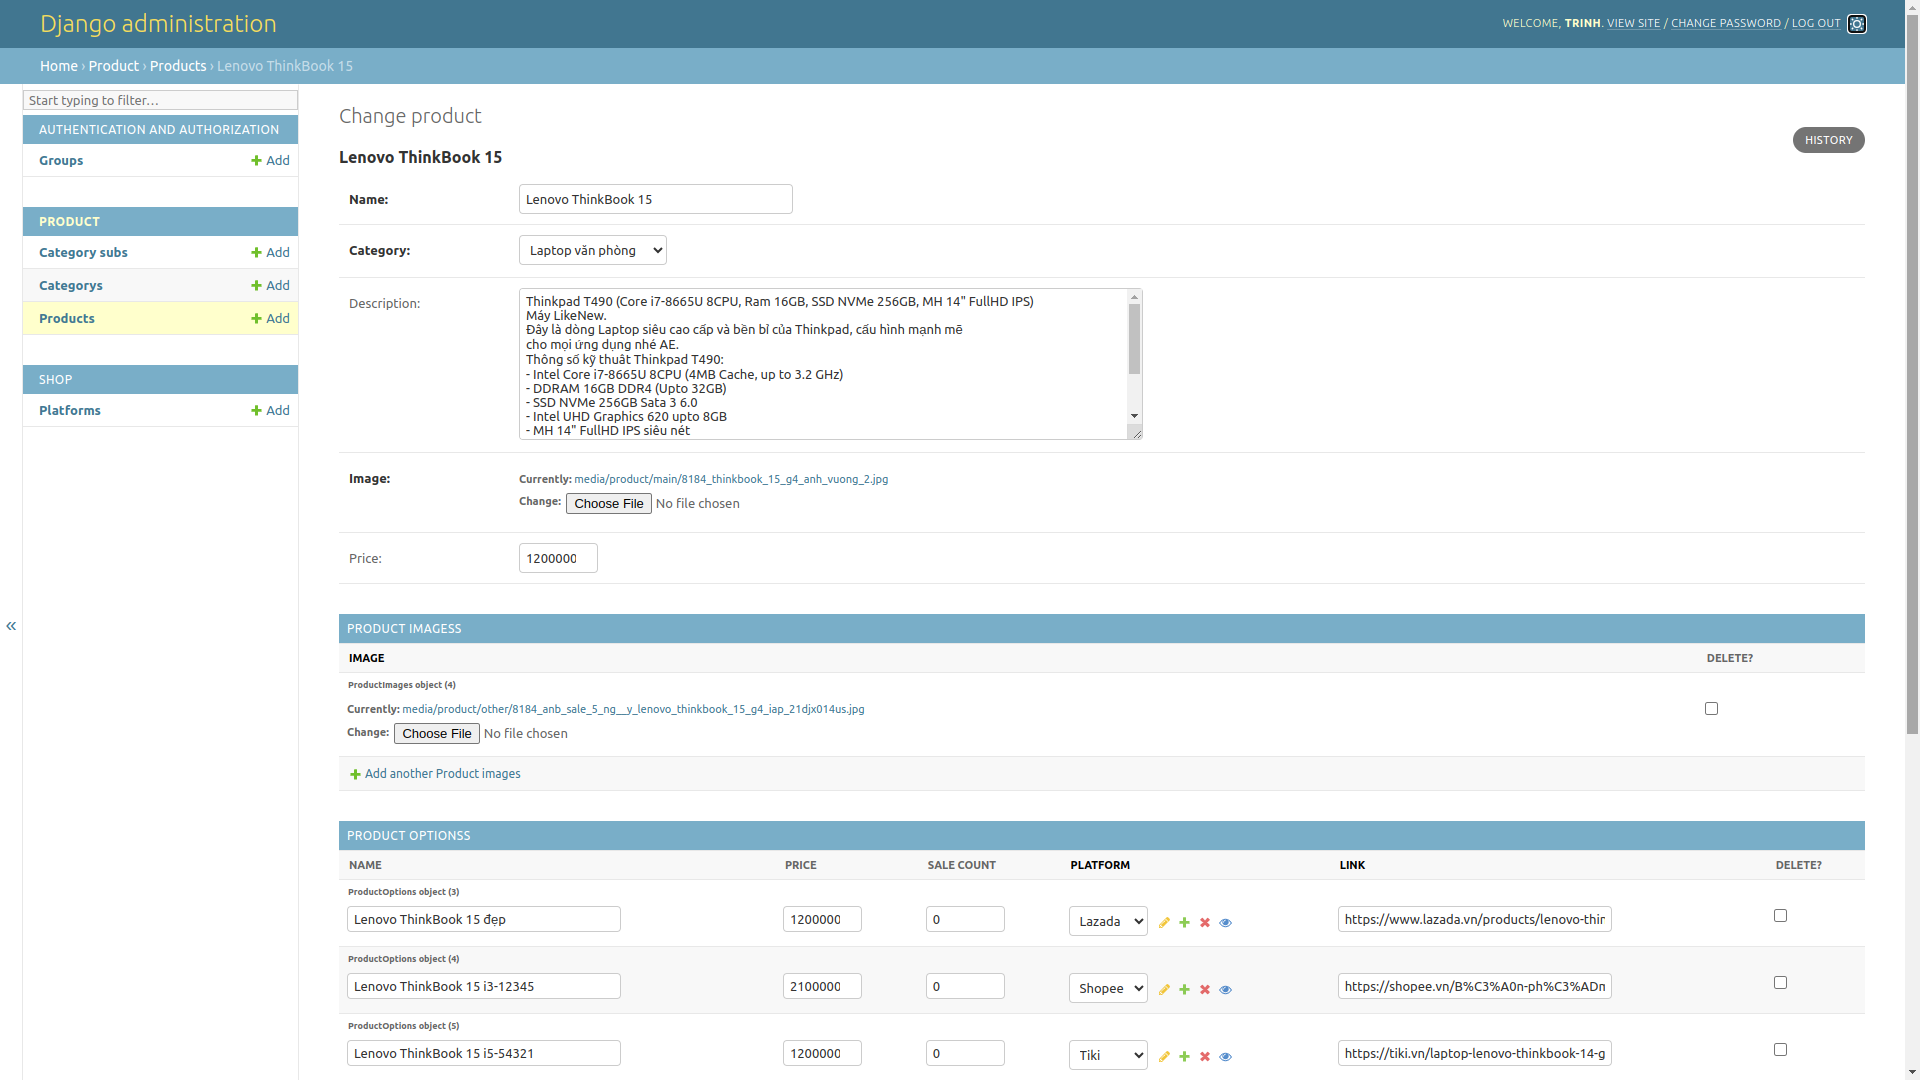 Django administration
WELCOME, TRINH. VIEW SITE / CHANGE PASSWORD / LOG OUT
Home › Product › Products › Lenovo ThinkBook 15
Start typing to filter...
AUTHENTICATION AND AUTHORIZATION
Groups Add
PRODUCT
Category subs Add
Categorys Add
Products Add
SHOP
Platforms Add
«
Change product
HISTORY
Lenovo ThinkBook 15
Name: Lenovo ThinkBook 15
Category: Laptop văn phòng
Description:
Thinkpad T490 (Core i7-8665U 8CPU, Ram 16GB, SSD NVMe 256GB, MH 14" FullHD IPS)
Máy LikeNew.
Đây là dòng Laptop siêu cao cấp và bền bỉ của Thinkpad, cấu hình mạnh mẽ
cho mọi ứng dụng nhé AE.
Thông số kỹ thuât Thinkpad T490:
- Intel Core i7-8665U 8CPU (4MB Cache, up to 3.2 GHz)
- DDRAM 16GB DDR4 (Upto 32GB)
- SSD NVMe 256GB Sata 3 6.0
- Intel UHD Graphics 620 upto 8GB
- MH 14" FullHD IPS siêu nét
Image: Currently: media/product/main/8184_thinkbook_15_g4_anh_vuong_2.jpg
Change: Choose File No file chosen
Price: 1200000
PRODUCT IMAGESS
IMAGE DELETE?
ProductImages object (4)
Currently: media/product/other/8184_anb_sale_5_ng__y_lenovo_thinkbook_15_g4_iap_21djx014us.jpg
Change: Choose File No file chosen
Add another Product images
PRODUCT OPTIONSS
NAME PRICE SALE COUNT PLATFORM LINK DELETE?
ProductOptions object (3)
Lenovo ThinkBook 15 đẹp 1200000 0 Lazada https://www.lazada.vn/products/lenovo-thin
ProductOptions object (4)
Lenovo ThinkBook 15 i3-12345 2100000 0 Shopee https://shopee.vn/B%C3%A0n-ph%C3%ADm
ProductOptions object (5)
Lenovo ThinkBook 15 i5-54321 1200000 0 Tiki https://tiki.vn/laptop-lenovo-thinkbook-14-g